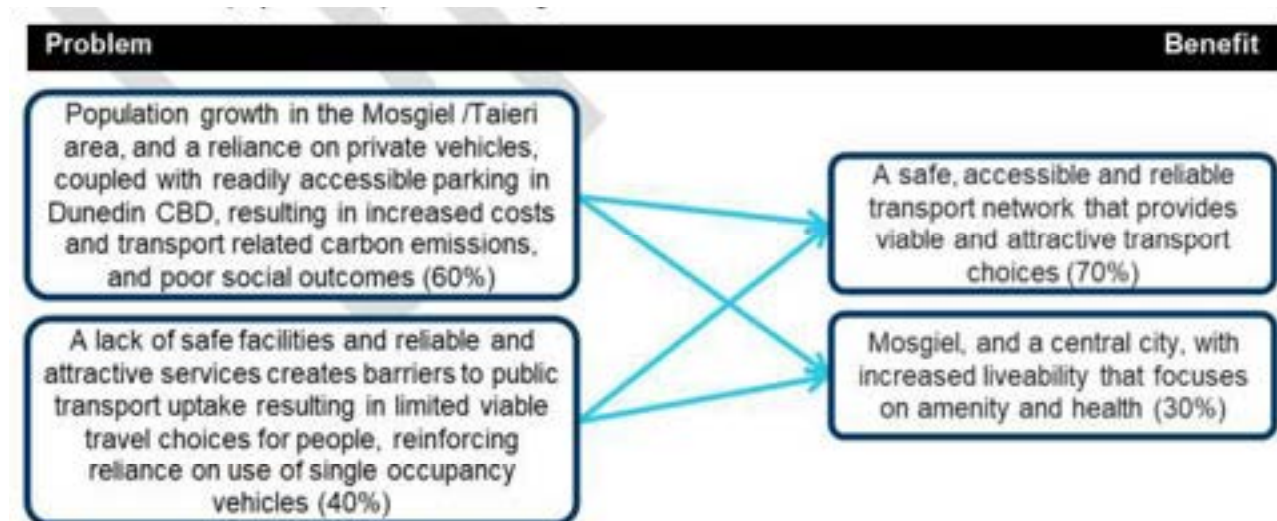 Problem
Benefit
Population growth in the Mosgiel /Taieri
area, and a reliance on private vehicles,
coupled with readily accessible parking in
Dunedin CBD, resulting in increased costs
and transport related carbon emissions,
and poor social outcomes (60%)
A lack of safe facilities and reliable and
attractive services creates barriers to public
transport uptake resulting in limited viable
travel choices for people, reinforcing
reliance on use of single occupancy
vehicles (40%)
A safe, accessible and reliable
transport network that provides
viable and attractive transport
choices (70%)
Mosgiel, and a central city, with
increased liveability that focuses
on amenity and health (30%)